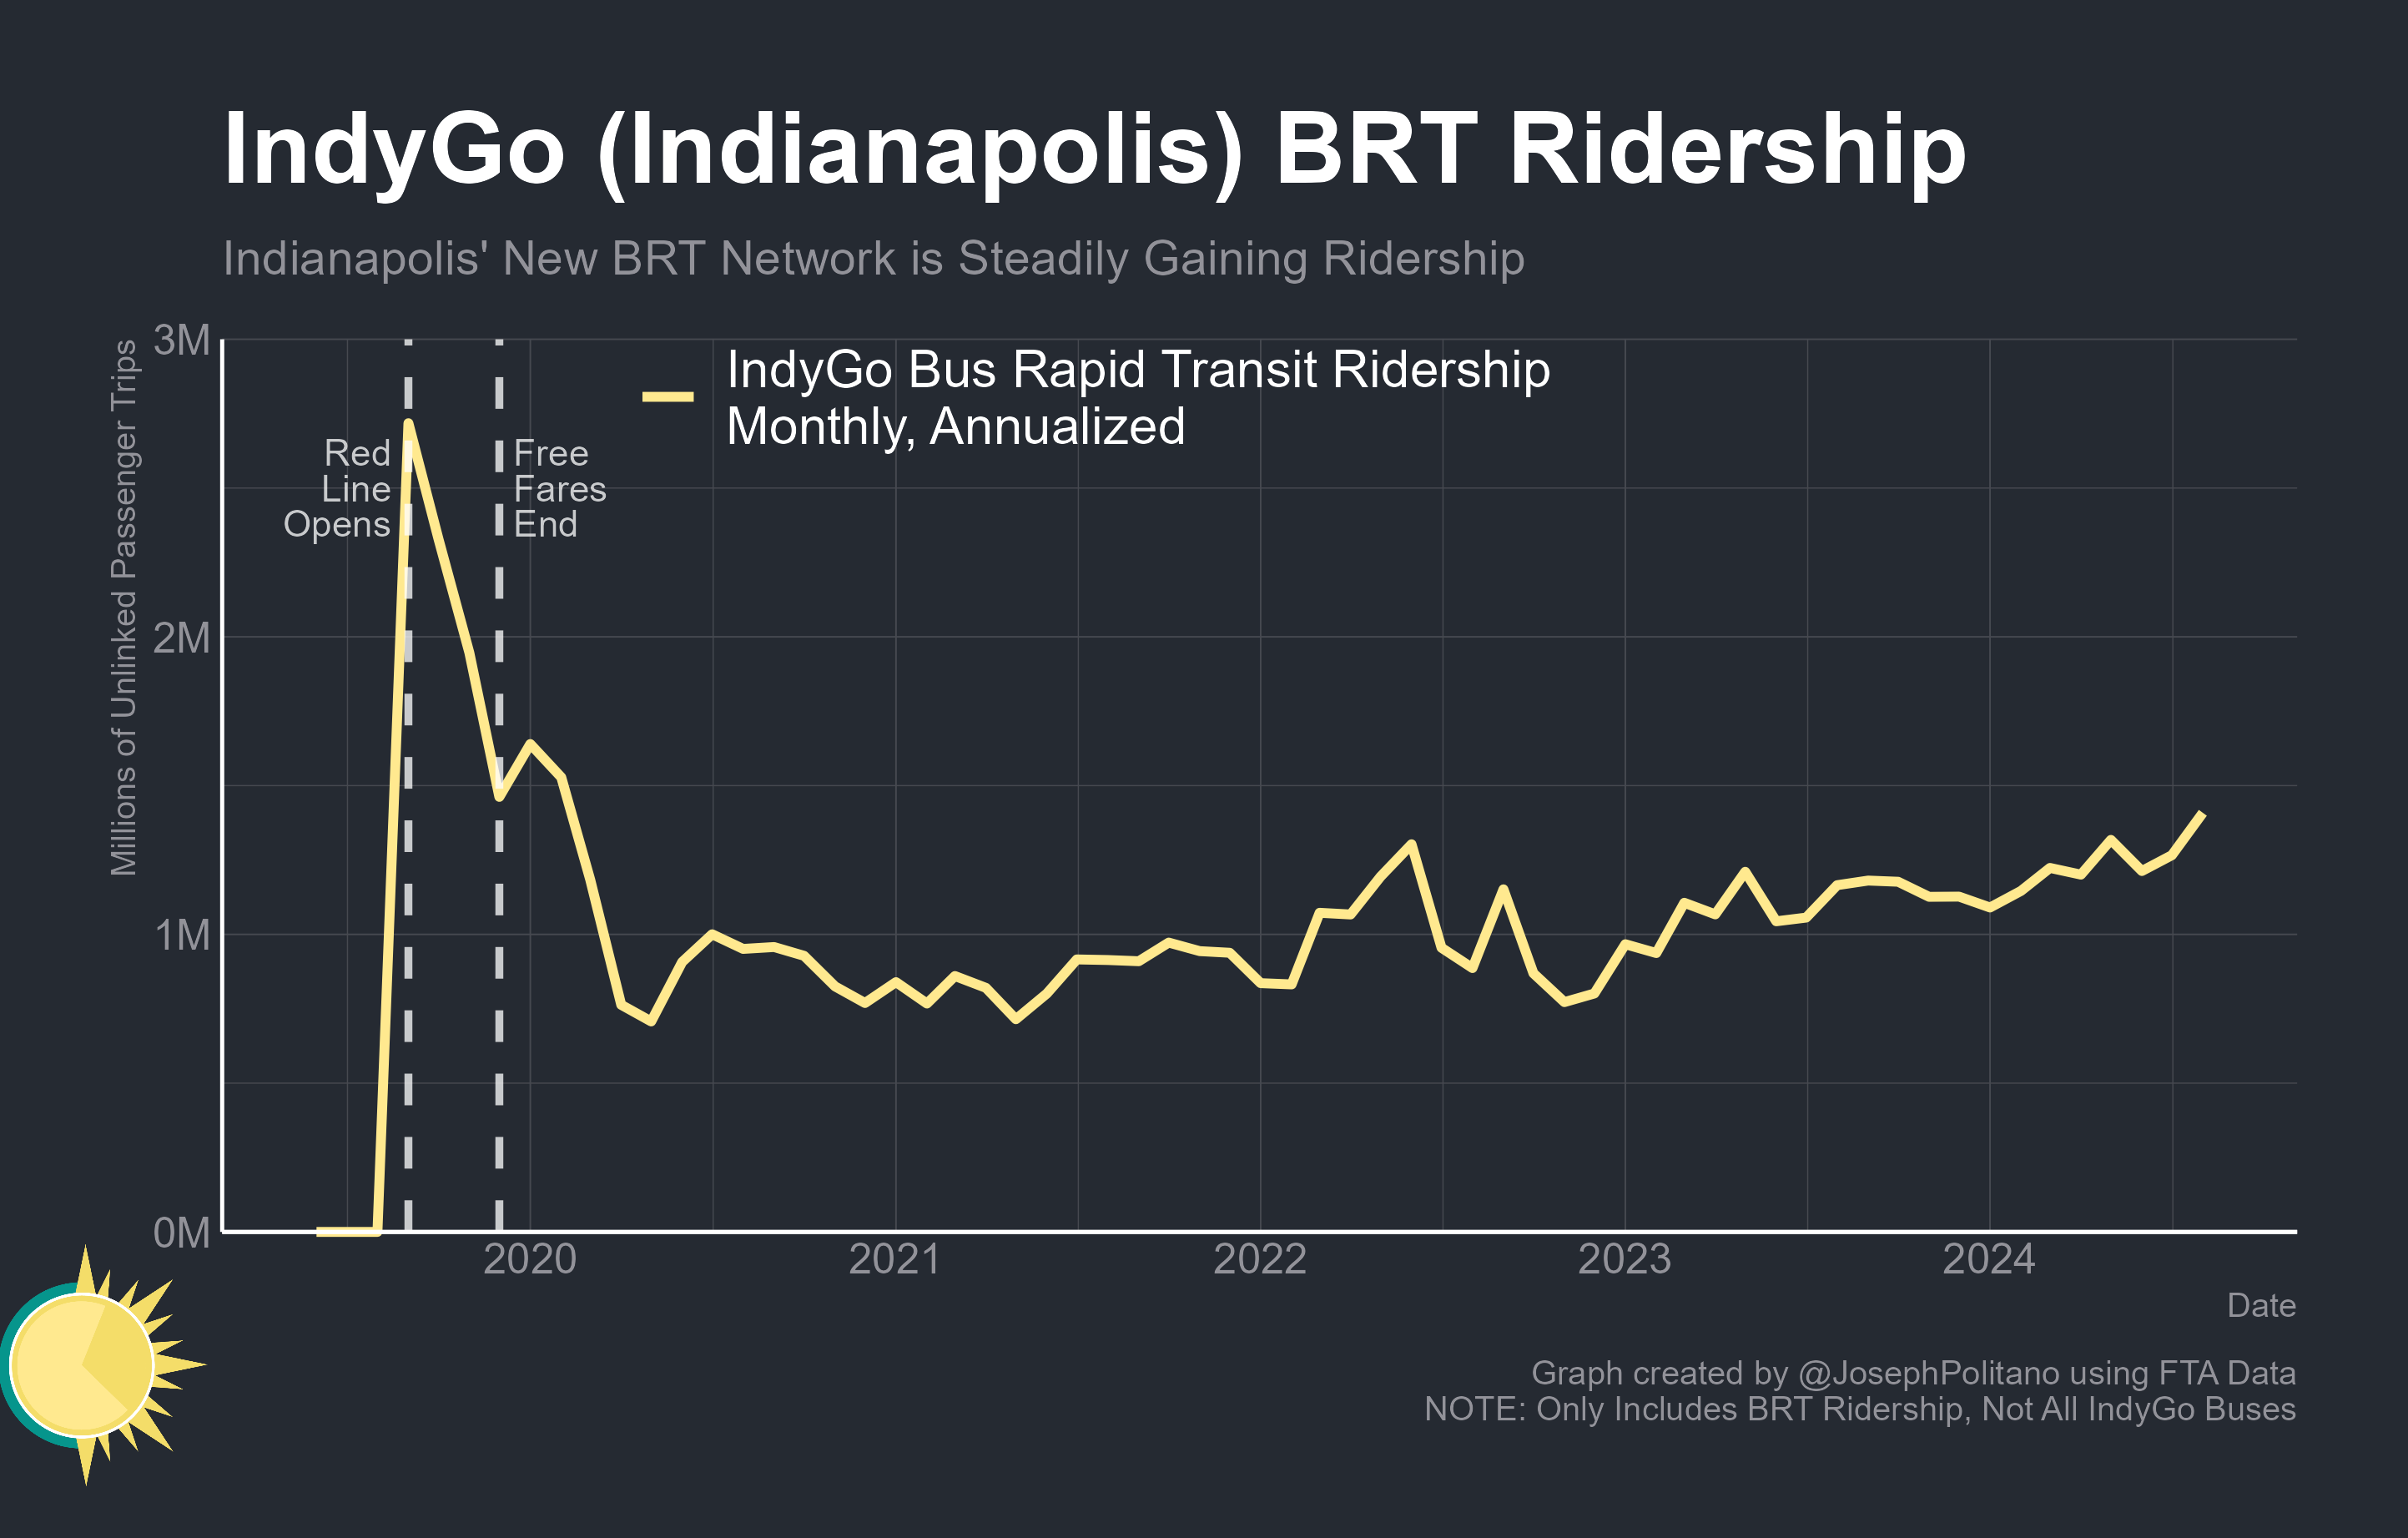 IndyGo (Indianapolis) BRT Ridership
Indianapolis' New BRT Network is Steadily Gaining Ridership
Millions of Unlinked Passenger Trips
3M
2M
1M
0M
IndyGo Bus Rapid Transit Ridership
Monthly, Annualized
Red
Line
Opens
Free
Fares
End
2020
2021
2022
2023
2024
Date
Graph created by @JosephPolitano using FTA Data
NOTE: Only Includes BRT Ridership, Not All IndyGo Buses